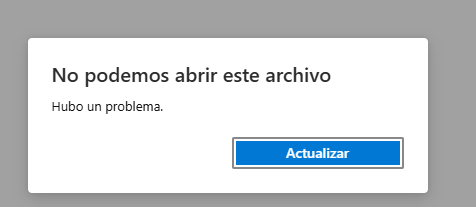 No podemos abrir este archivo
Hubo un problema.
Actualizar